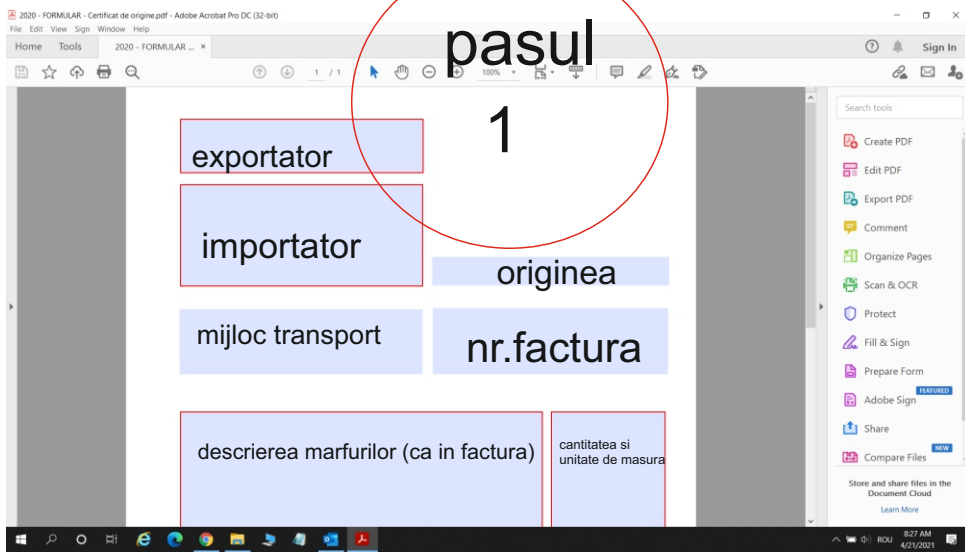 2020 - FORMULAR - Certificat de origine.pdf - Adobe Acrobat Pro DC (32-bit)
File Edit View Sign Window Help
Home Tools 2020 - FORMULAR ... × Sign In
1 / 1 100%
pasul
1
exportator
importator
originea
mijloc transport
nr.factura
descrierea marfurilor (ca in factura)
cantitatea si
unitate de masura
Search tools
Create PDF
Edit PDF
Export PDF
Comment
Organize Pages
Scan & OCR
Protect
Fill & Sign
Prepare Form
FEATURED
Adobe Sign
Share
NEW
Compare Files
Store and share files in the
Document Cloud
Learn More
ROU
8:27 AM
4/21/2021